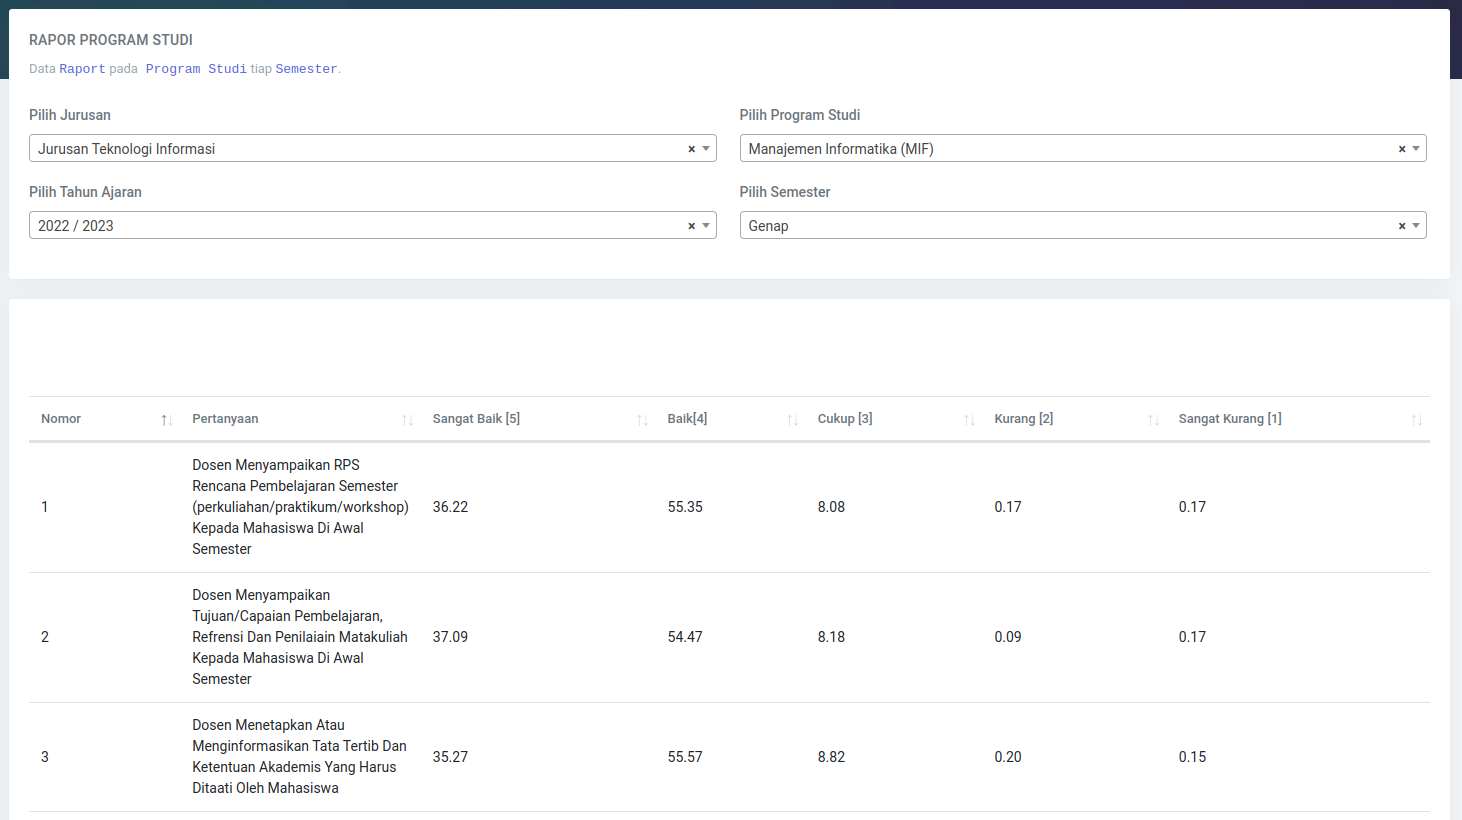 RAPOR PROGRAM STUDI
Data Raport pada Program Studi tiap Semester.
Pilih Jurusan
Jurusan Teknologi Informasi
Pilih Program Studi
Manajemen Informatika (MIF)
Pilih Tahun Ajaran
2022 / 2023
Pilih Semester
Genap
Nomor Pertanyaan Sangat Baik [5] Baik[4] Cukup [3] Kurang [2] Sangat Kurang [1]
Dosen Menyampaikan RPS
Rencana Pembelajaran Semester
1 (perkuliahan/praktikum/workshop) 36.22 55.35 8.08 0.17 0.17
Kepada Mahasiswa Di Awal
Semester
Dosen Menyampaikan
Tujuan/Capaian Pembelajaran,
2 Refrensi Dan Penilaiain Matakuliah 37.09 54.47 8.18 0.09 0.17
Kepada Mahasiswa Di Awal
Semester
Dosen Menetapkan Atau
Menginformasikan Tata Tertib Dan
3 35.27 55.57 8.82 0.20 0.15
Ketentuan Akademis Yang Harus
Ditaati Oleh Mahasiswa